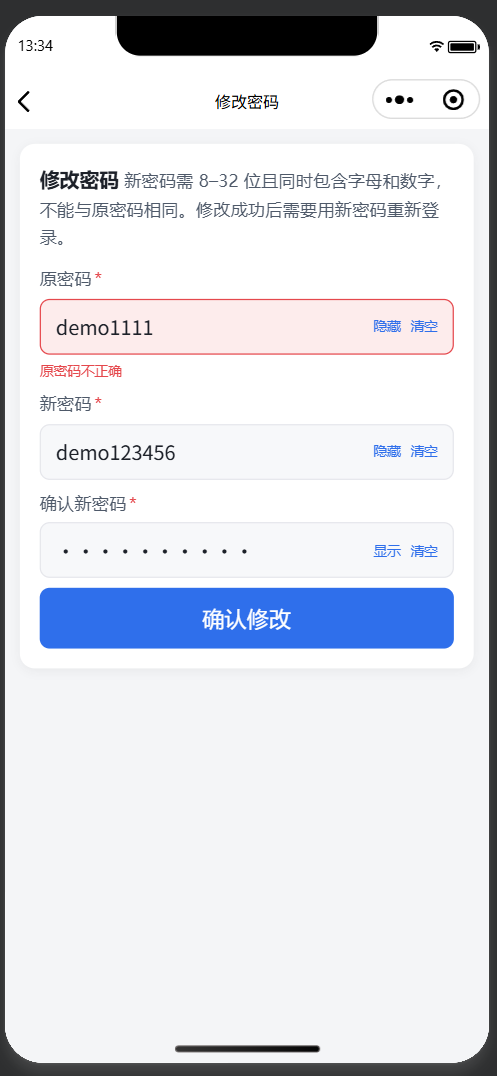 13:34
修改密码
修改密码 新密码需 8–32 位且同时包含字母和数字，
不能与原密码相同。修改成功后需要用新密码重新登
录。
原密码*
demo1111 隐藏 清空
原密码不正确
新密码*
demo123456 隐藏 清空
确认新密码*
•••••••••• 显示 清空
确认修改